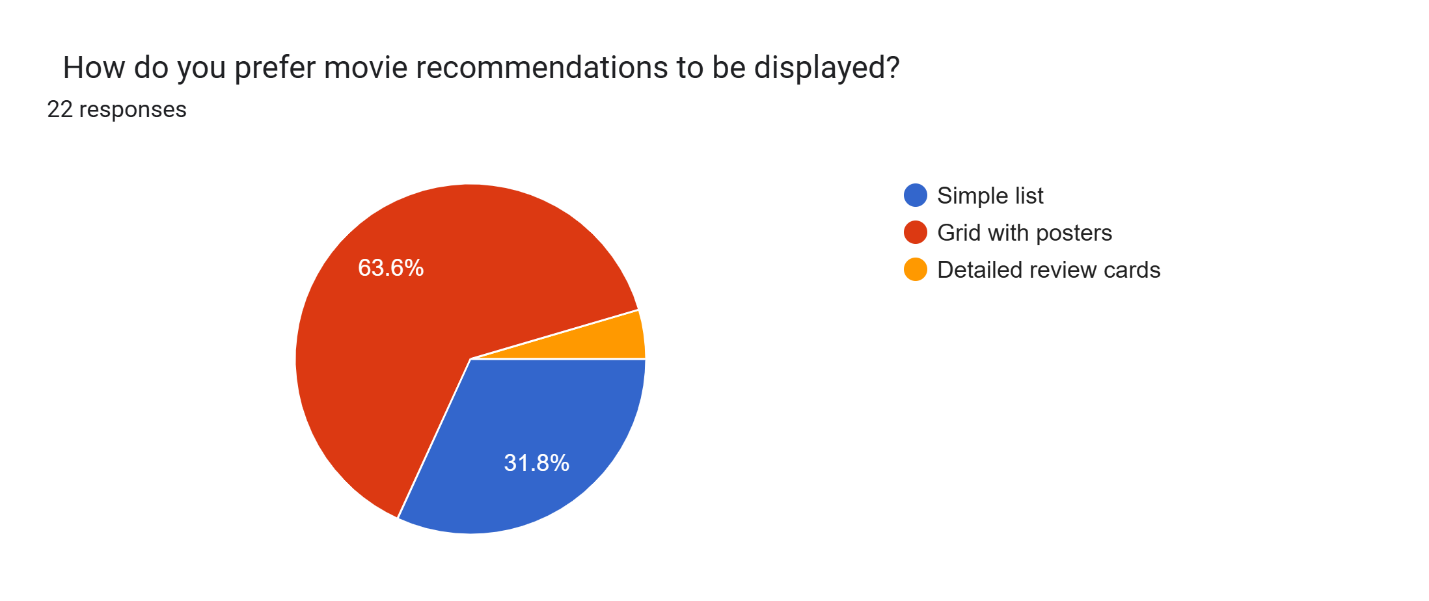 How do you prefer movie recommendations to be displayed?
22 responses
63.6%
31.8%
Simple list
Grid with posters
Detailed review cards